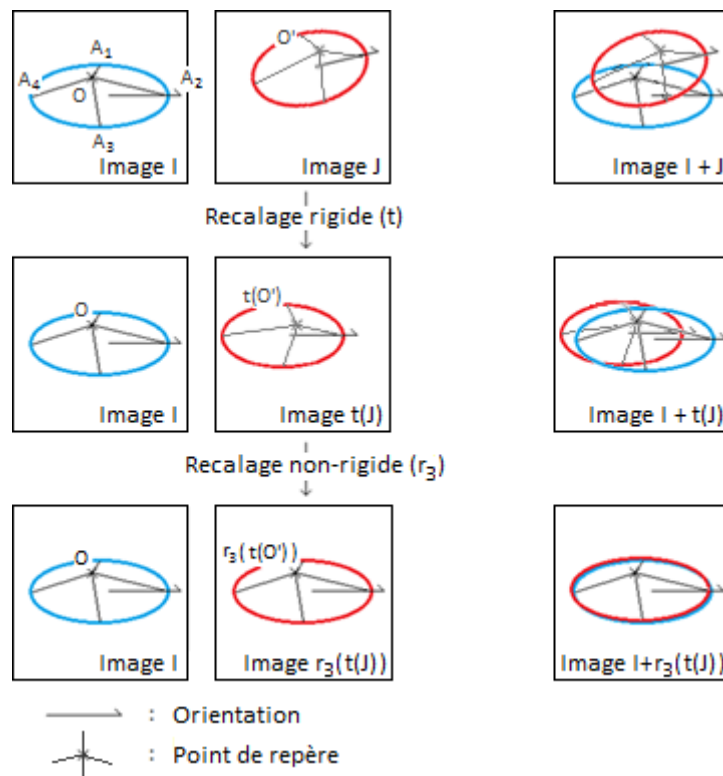 A₁
A₄
A₂
O
A₃
Image I
O'
Image J
Image I + J
Recalage rigide (t)
O
Image I
t(O')
Image t(J)
Image I + t(J)
Recalage non-rigide (r₃)
O
Image I
r₃(t(O'))
Image r₃(t(J))
Image I+r₃(t(J))
: Orientation
: Point de repère